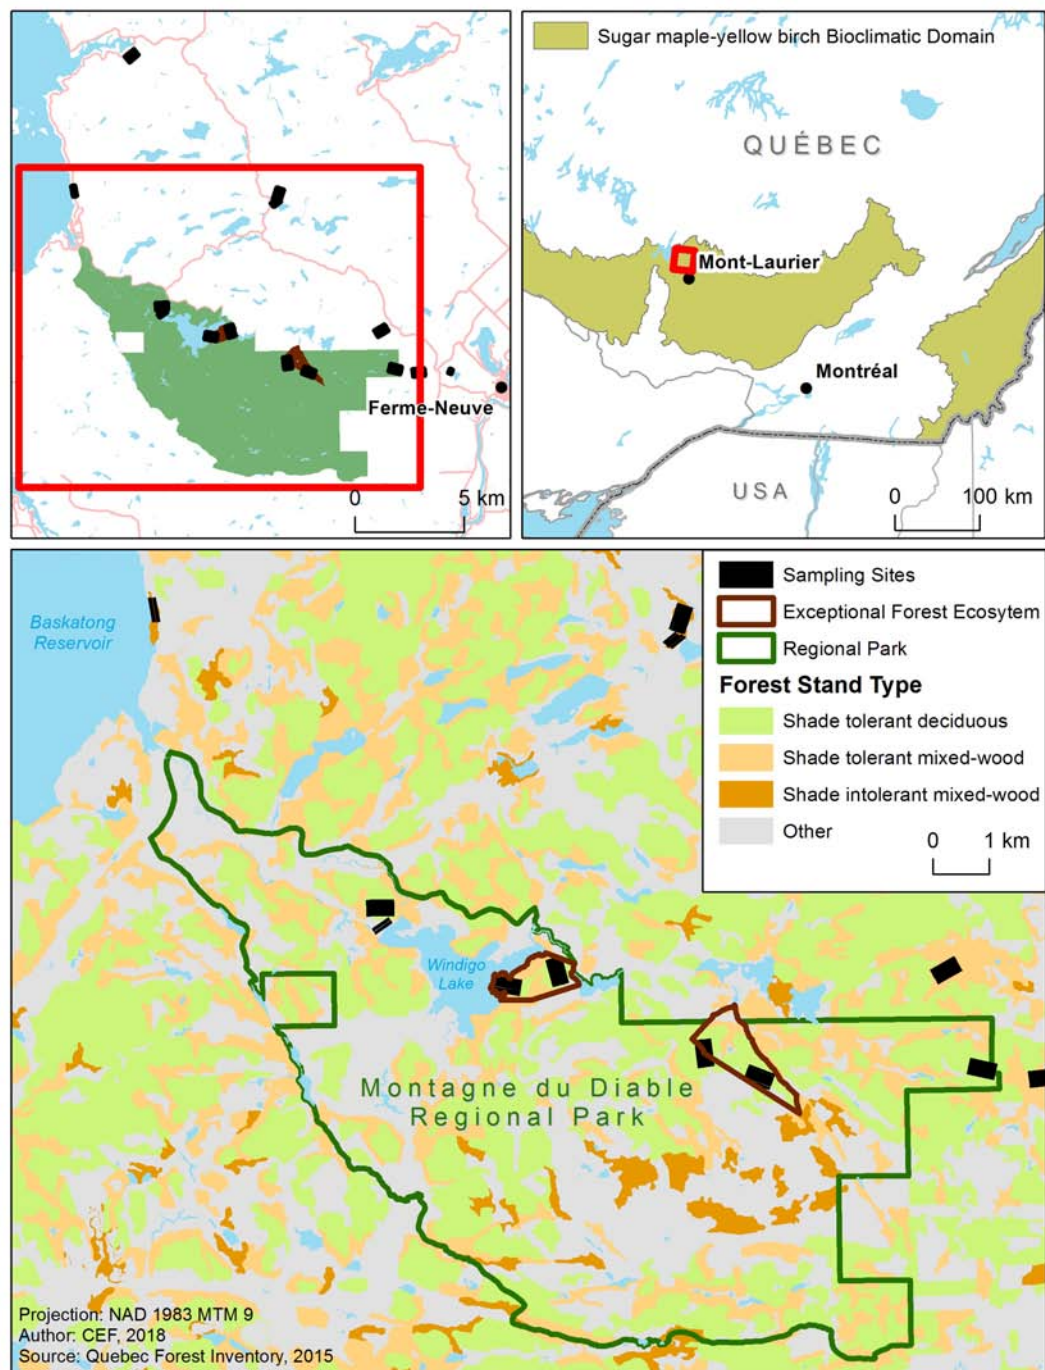 Ferme-Neuve
0 5 km
Sugar maple-yellow birch Bioclimatic Domain
QUÉBEC
Mont-Laurier
Montréal
USA
0 100 km
Baskatong
Reservoir
Sampling Sites
Exceptional Forest Ecosytem
Regional Park
Forest Stand Type
Shade tolerant deciduous
Shade tolerant mixed-wood
Shade intolerant mixed-wood
Other
0 1 km
Windigo
Lake
Montagne du Diable
Regional Park
Projection: NAD 1983 MTM 9
Author: CEF, 2018
Source: Quebec Forest Inventory, 2015